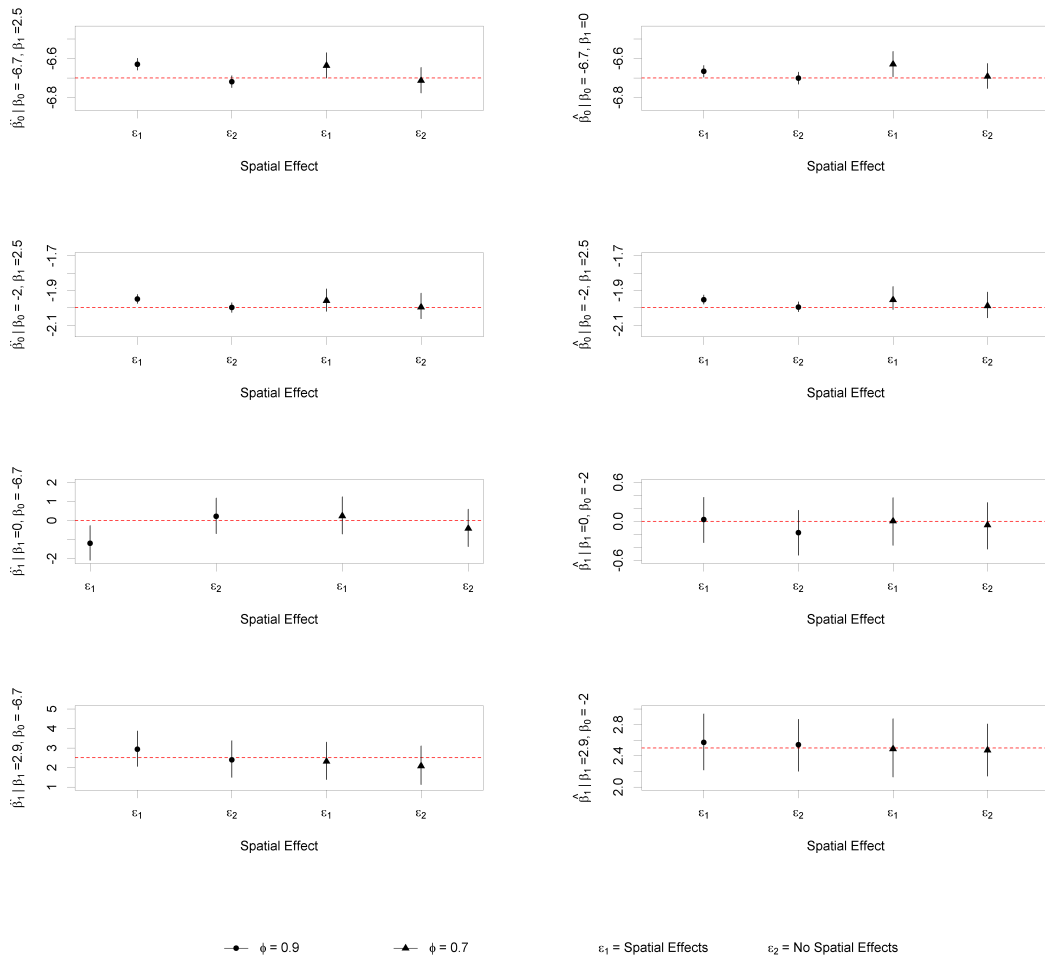 β̂₀ | β₀ = -6.7, β₁ =2.5
-6.6
-6.8
ε₁ ε₂ ε₁ ε₂
Spatial Effect
β̂₀ | β₀ = -6.7, β₁ =0
-6.6
-6.8
ε₁ ε₂ ε₁ ε₂
Spatial Effect
β̂₀ | β₀ = -2, β₁ =2.5
-1.7
-1.9
-2.1
ε₁ ε₂ ε₁ ε₂
Spatial Effect
β̂₀ | β₀ = -2, β₁ =2.5
-1.7
-1.9
-2.1
ε₁ ε₂ ε₁ ε₂
Spatial Effect
β̂₁ | β₁ =0, β₀ = -6.7
2
1
0
-2
ε₁ ε₂ ε₁ ε₂
Spatial Effect
β̂₁ | β₁ =0, β₀ = -2
0.6
0.0
-0.6
ε₁ ε₂ ε₁ ε₂
Spatial Effect
β̂₁ | β₁ =2.9, β₀ = -6.7
5
4
3
2
1
ε₁ ε₂ ε₁ ε₂
Spatial Effect
β̂₁ | β₁ =2.9, β₀ = -2
2.8
2.4
2.0
ε₁ ε₂ ε₁ ε₂
Spatial Effect
ϕ = 0.9 ϕ = 0.7 ε₁ = Spatial Effects ε₂ = No Spatial Effects